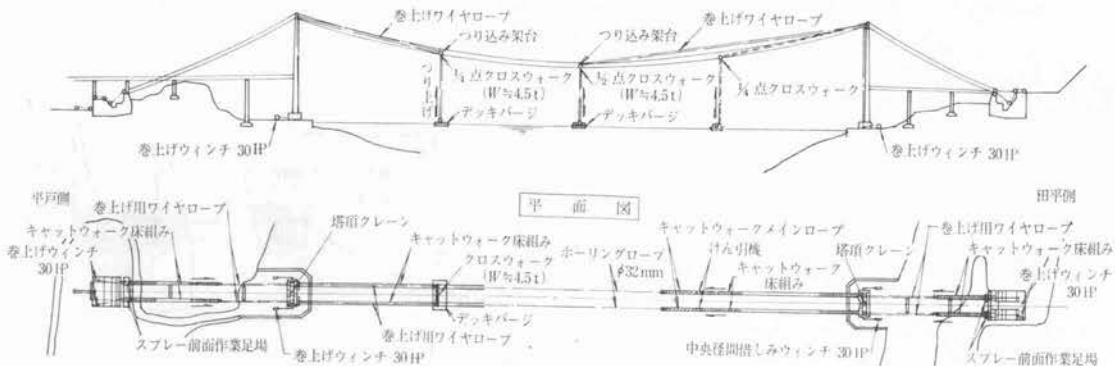 巻上げワイヤロープ
つり込み架台
つり込み架台
巻上げワイヤロープ
つり上げ
¼点クロスウォーク
(W≒4.5t)
デッキバージ
½点クロスウォーク
(W≒4.5t)
デッキバージ
¼点クロスウォーク
巻上げウィンチ 30HP
巻上げウィンチ 30HP
平面図
平戸側
田平側
巻上げ用ワイヤロープ
キャットウォーク床組み
巻上げウィンチ
30HP
塔頂クレーン
キャットウォーク床組み
クロスウォーク
(W≒4.5t)
ホーリングロープ
φ32mm
キャットウォークメインロープ
けん引機
キャットウォーク
床組み
塔頂クレーン
巻上げ用ワイヤロープ
キャットウォーク床組み
巻上げウィンチ
30HP
デッキバージ
巻上げ用ワイヤロープ
スプレー前面作業足場
巻上げウィンチ 30HP
中央径間惜しみウィンチ 30HP
スプレー前面作業足場